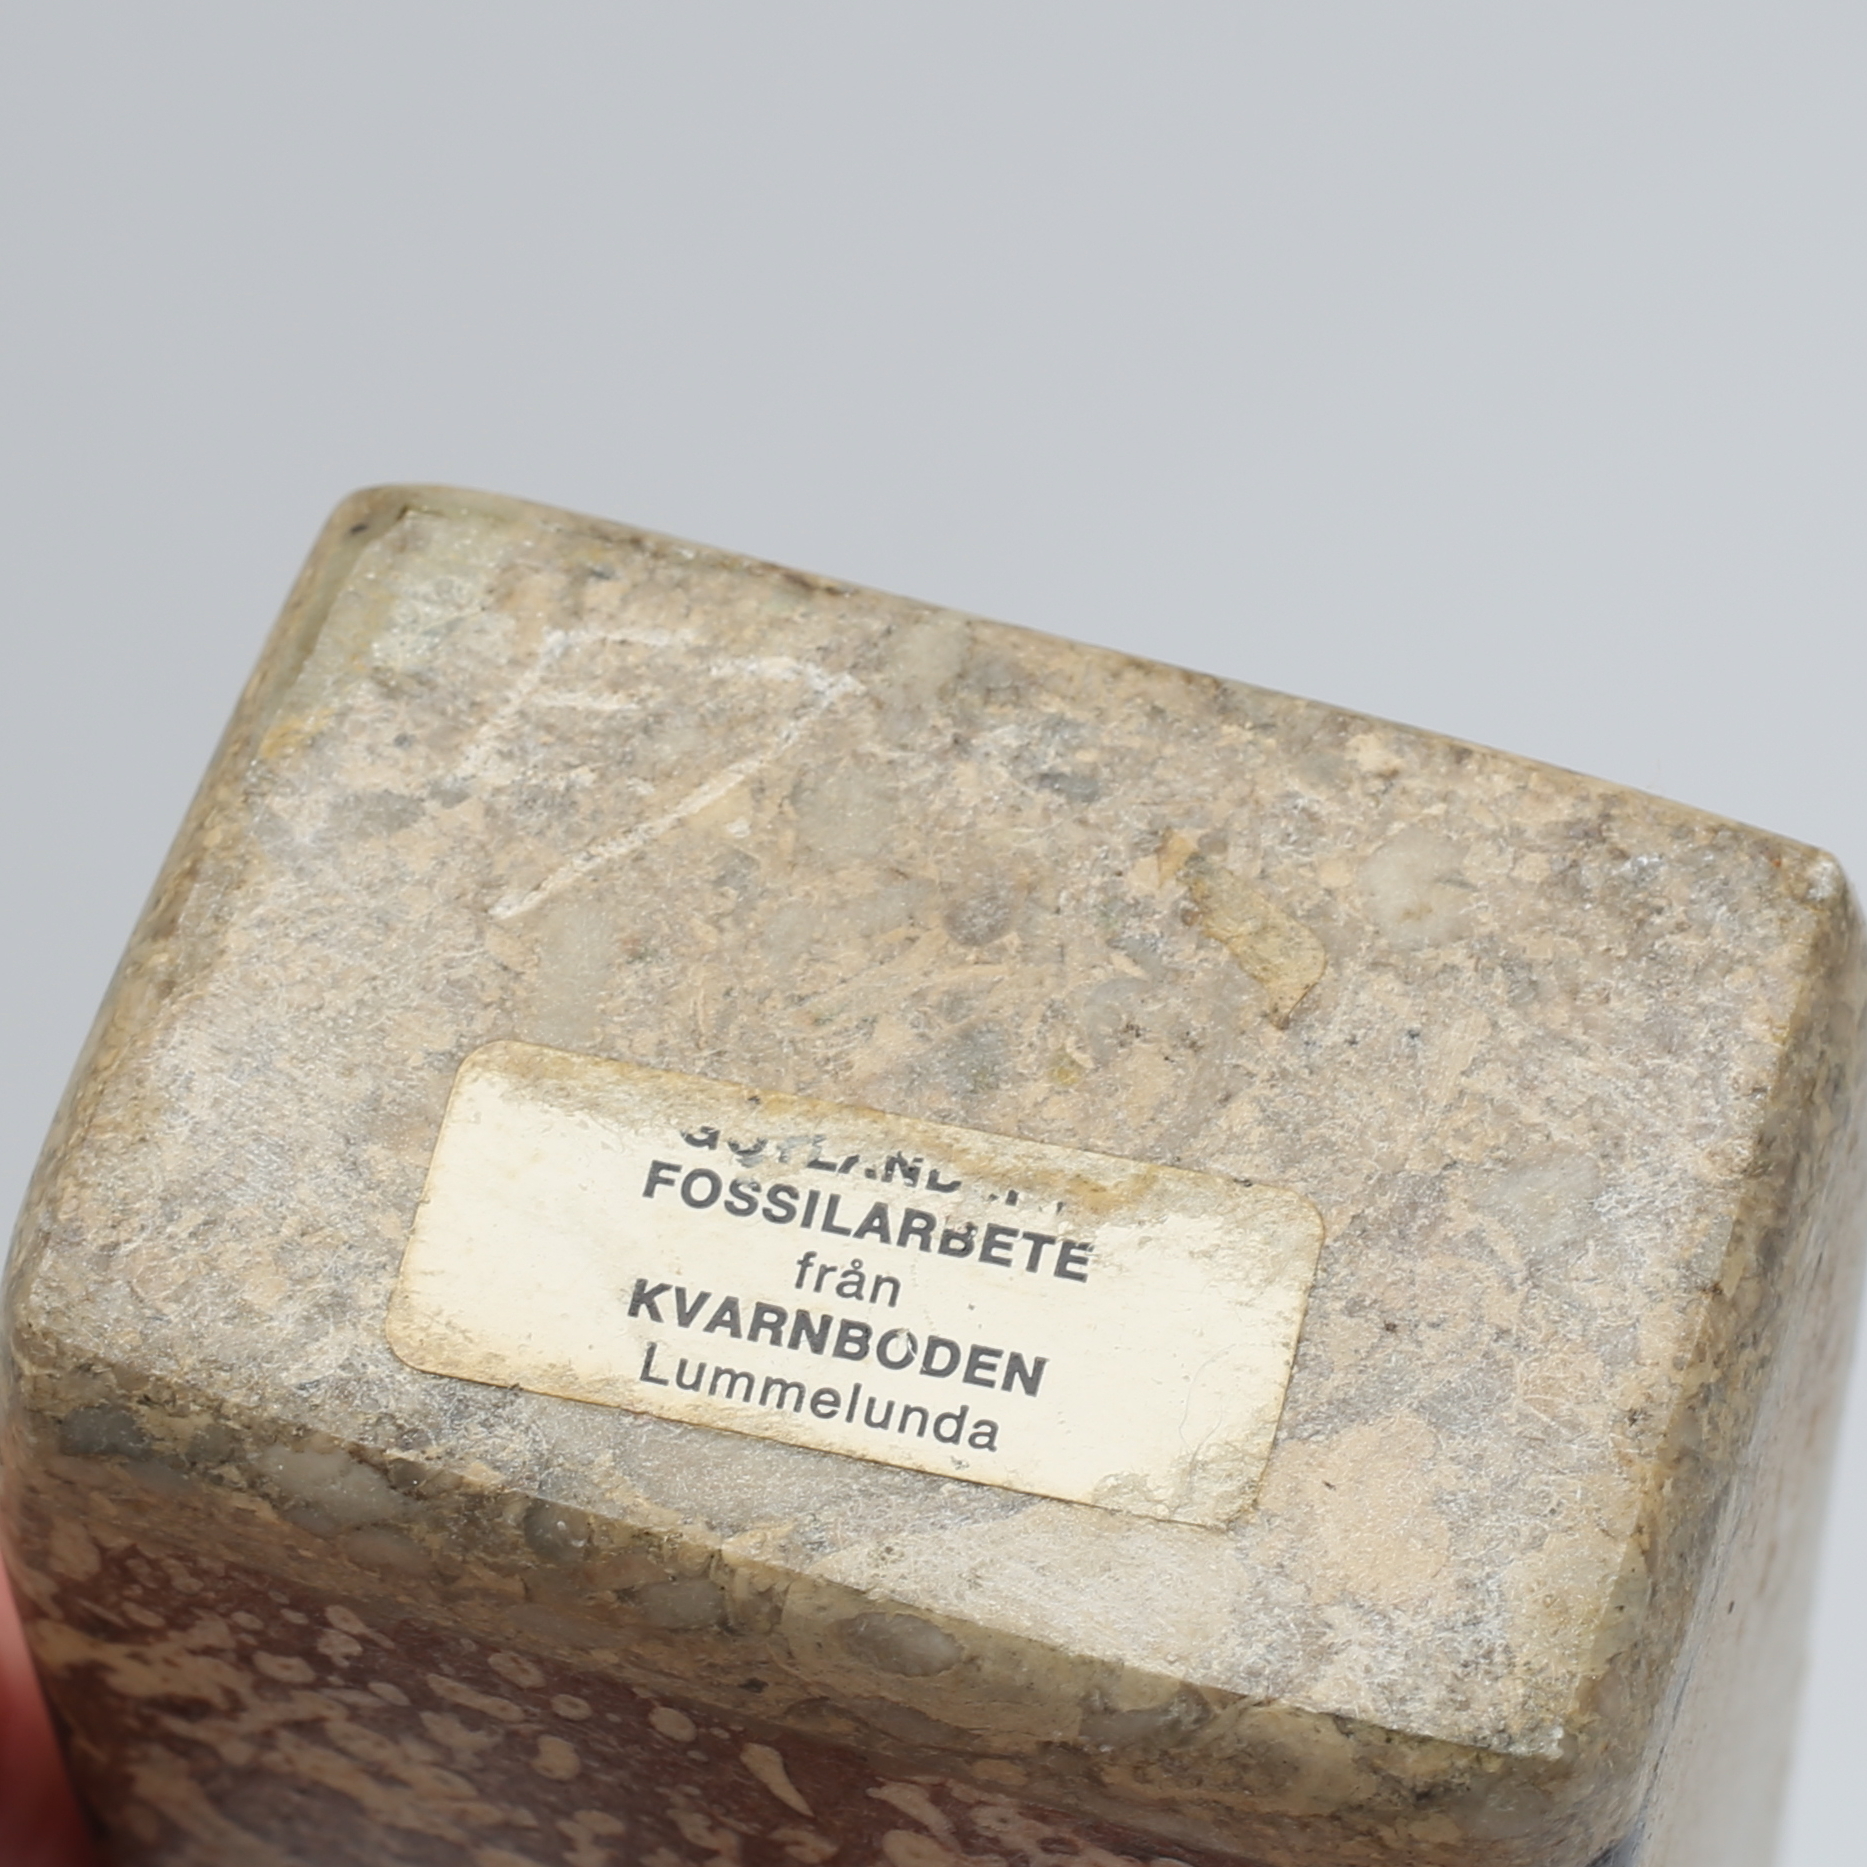 FOSSILARBETE
från
KVARNBODEN
Lummelunda